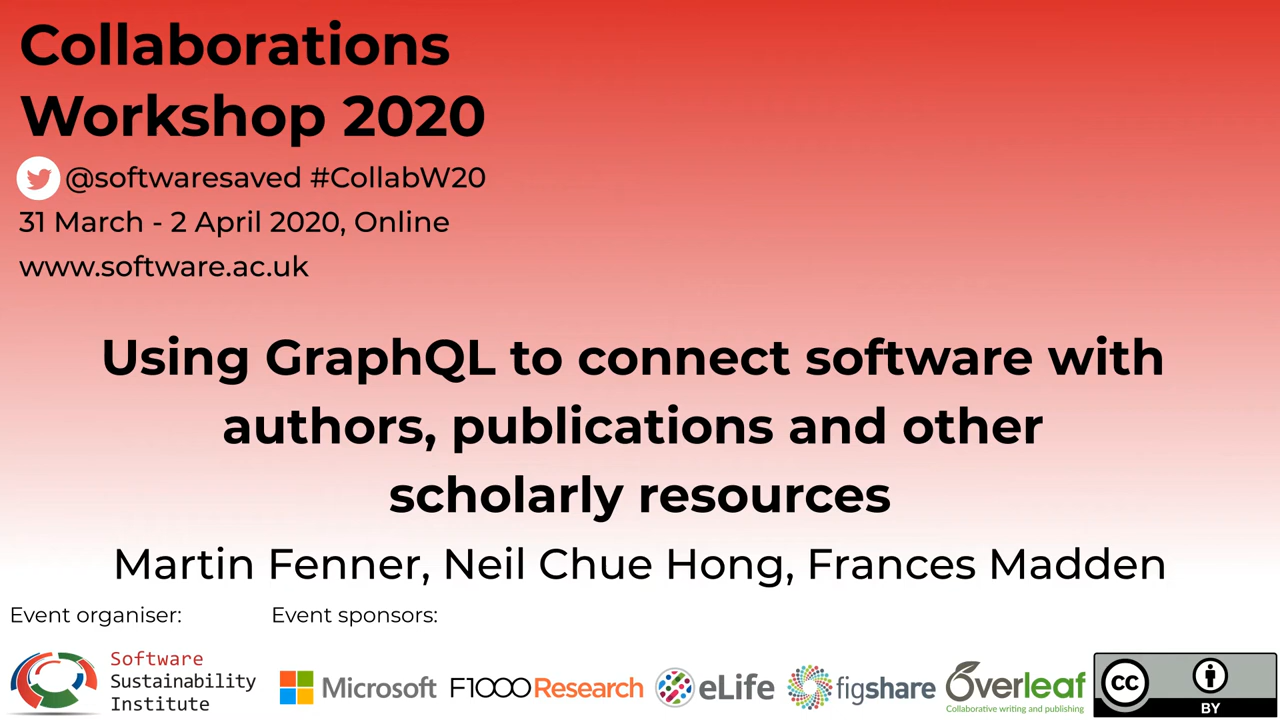 Collaborations
Workshop 2020
@softwaresaved #CollabW20
31 March - 2 April 2020, Online
www.software.ac.uk
Using GraphQL to connect software with
authors, publications and other
scholarly resources
Martin Fenner, Neil Chue Hong, Frances Madden
Event organiser:
Event sponsors:
Software
Sustainability
Institute
Microsoft
F1000Research
eLife
figshare
Overleaf
Collaborative writing and publishing
CC
BY